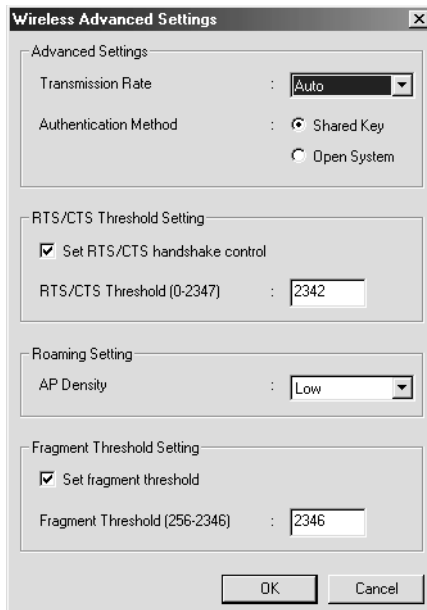 Wireless Advanced Settings
Advanced Settings
Transmission Rate : Auto
Authentication Method : Shared Key
Open System
RTS/CTS Threshold Setting
Set RTS/CTS handshake control
RTS/CTS Threshold (0-2347) : 2342
Roaming Setting
AP Density : Low
Fragment Threshold Setting
Set fragment threshold
Fragment Threshold (256-2346) : 2346
OK Cancel